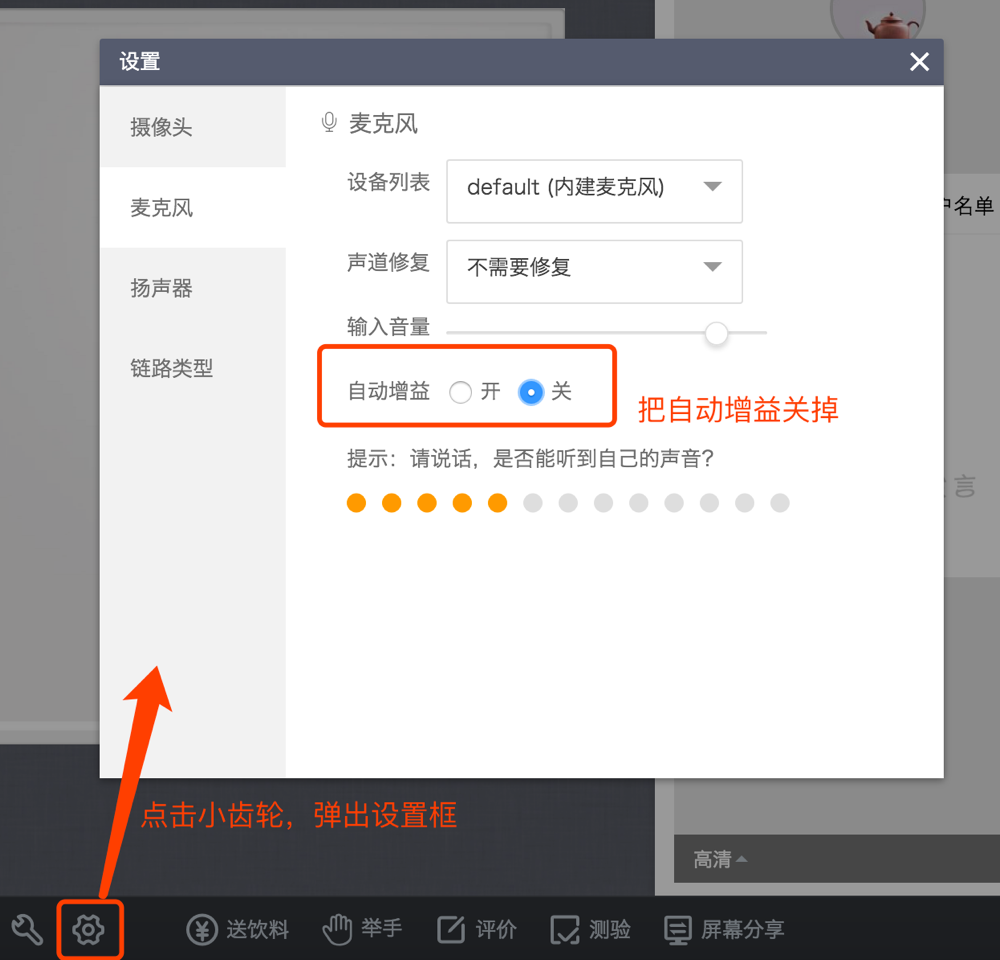 设置
摄像头
麦克风
扬声器
链路类型
麦克风
设备列表 default (内建麦克风)
声道修复 不需要修复
输入音量
自动增益 开 关
把自动增益关掉
提示：请说话，是否能听到自己的声音？
名单
言
点击小齿轮，弹出设置框
高清
送饮料 举手 评价 测验 屏幕分享